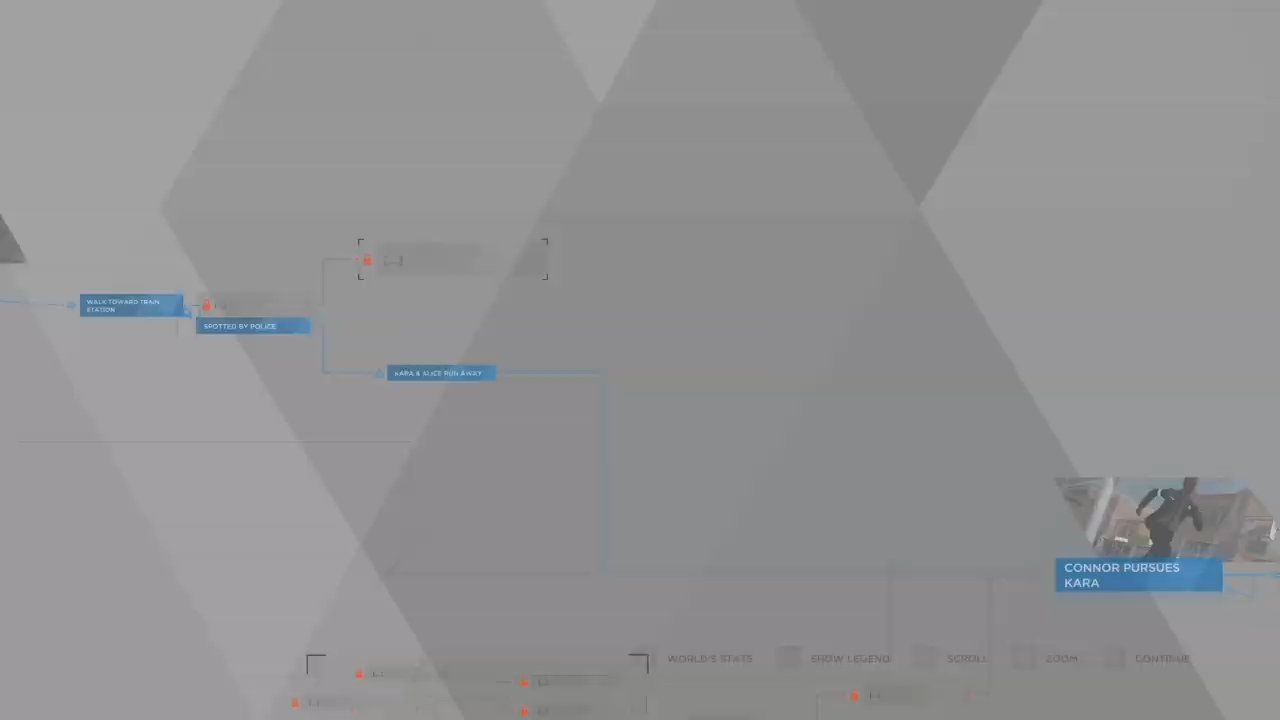 WALK TOWARD TRAIN
STATION
SPOTTED BY POLICE
KARA & ALICE RUN AWAY
CONNOR PURSUES
KARA
WORLD'S STATS
SHOW LEGEND
SCROLL
ZOOM
CONTINUE